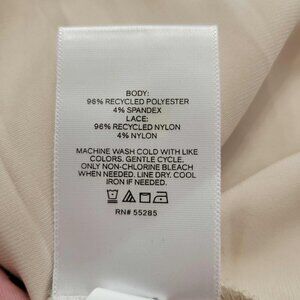 BODY:
96% RECYCLED POLYESTER
4% SPANDEX
LACE:
96% RECYCLED NYLON
4% NYLON
MACHINE WASH COLD WITH LIKE
COLORS. GENTLE CYCLE.
ONLY NON-CHLORINE BLEACH
WHEN NEEDED. LINE DRY. COOL
IRON IF NEEDED.
RN# 55285